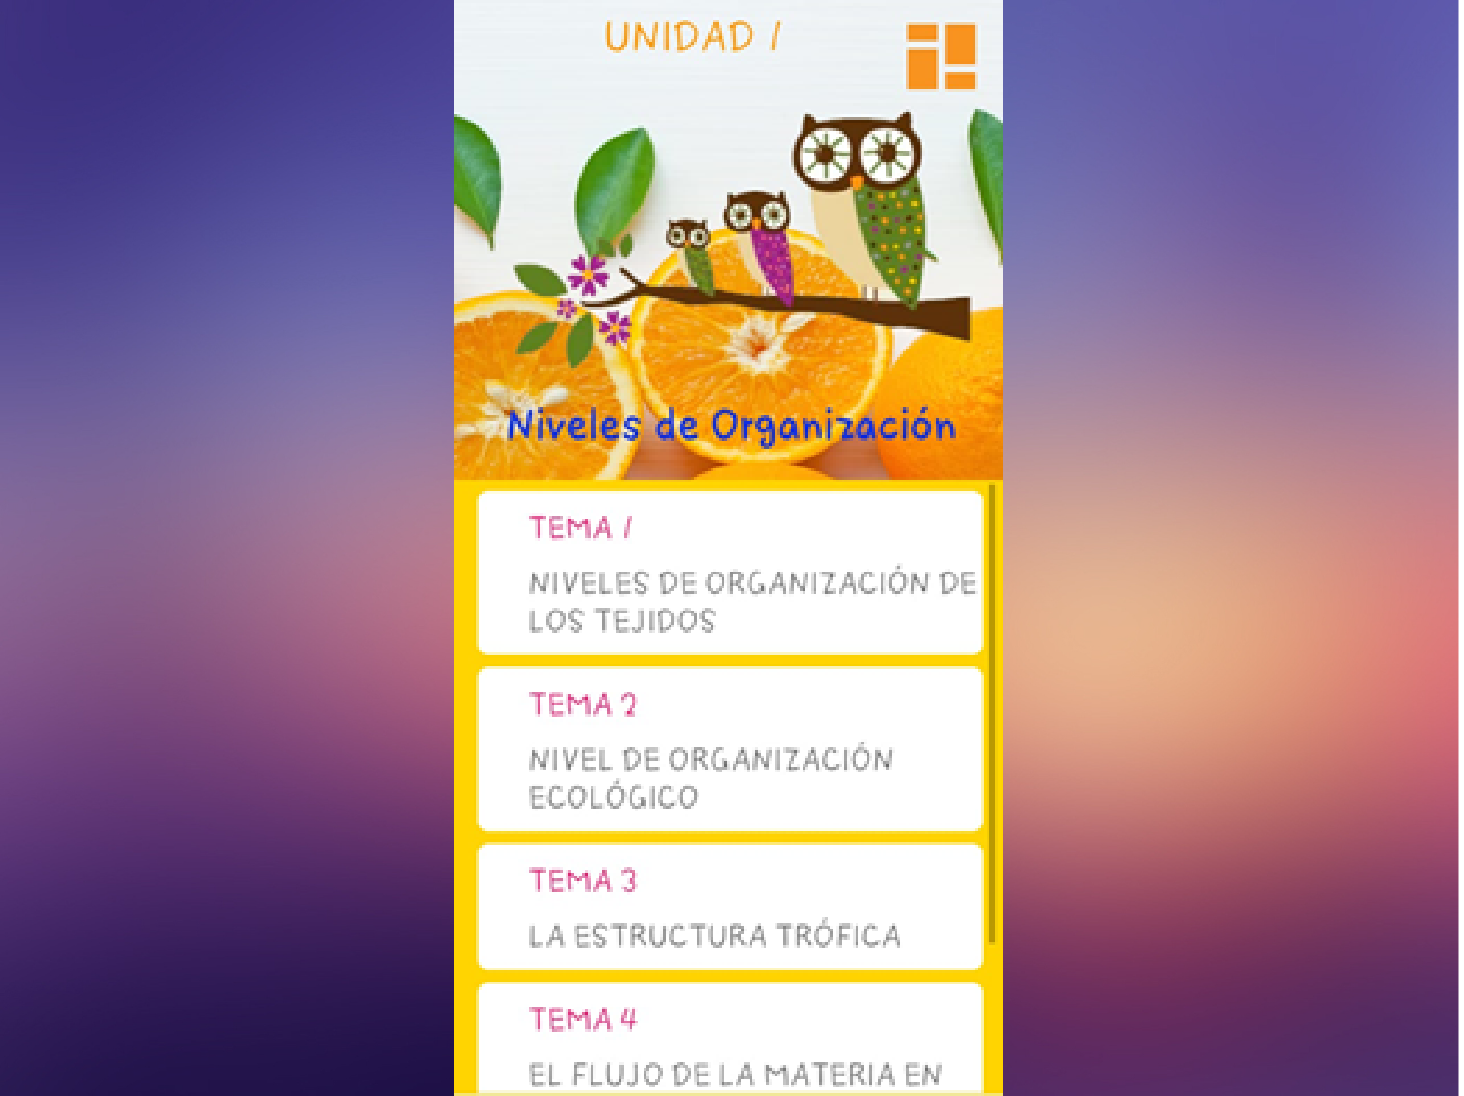 UNIDAD 1
Niveles de Organización
TEMA 1
NIVELES DE ORGANIZACIÓN DE
LOS TEJIDOS
TEMA 2
NIVEL DE ORGANIZACIÓN
ECOLÓGICO
TEMA 3
LA ESTRUCTURA TRÓFICA
TEMA 4
EL FLUJO DE LA MATERIA EN